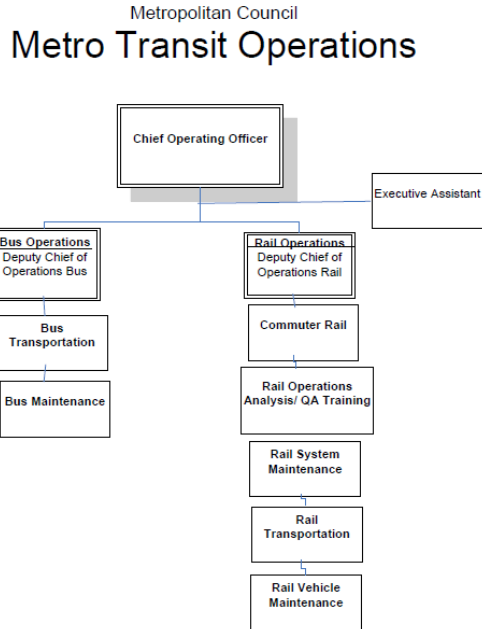 Metropolitan Council
Metro Transit Operations
Chief Operating Officer
Executive Assistant
Bus Operations
Deputy Chief of
Operations Bus
Rail Operations
Deputy Chief of
Operations Rail
Bus
Transportation
Bus Maintenance
Commuter Rail
Rail Operations
Analysis/ QA Training
Rail System
Maintenance
Rail
Transportation
Rail Vehicle
Maintenance